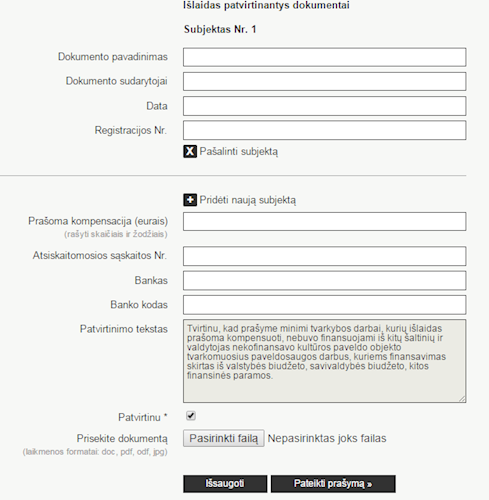 Išlaidas patvirtinantys dokumentai
Subjektas Nr. 1
Dokumento pavadinimas
Dokumento sudarytojai
Data
Registracijos Nr.
X Pašalinti subjektą
+ Pridėti naują subjektą
Prašoma kompensacija (eurais)
(rašyti skaičiais ir žodžiais)
Atsiskaitomosios sąskaitos Nr.
Bankas
Banko kodas
Patvirtinimo tekstas
Tvirtinu, kad prašyme minimi tvarkybos darbai, kurių išlaidas
prašoma kompensuoti, nebuvo finansuojami iš kitų šaltinių ir
valdytojas nekofinansavo kultūros paveldo objekto
tvarkomuosius paveldosaugos darbus, kuriems finansavimas
skirtas iš valstybės biudžeto, savivaldybės biudžeto, kitos
finansinės paramos.
Patvirtinu *
Prisekite dokumentą
(laikmenos formatai: doc, pdf, odf, jpg)
Pasirinkti failą Nepasirinktas joks failas
Išsaugoti Pateikti prašymą »